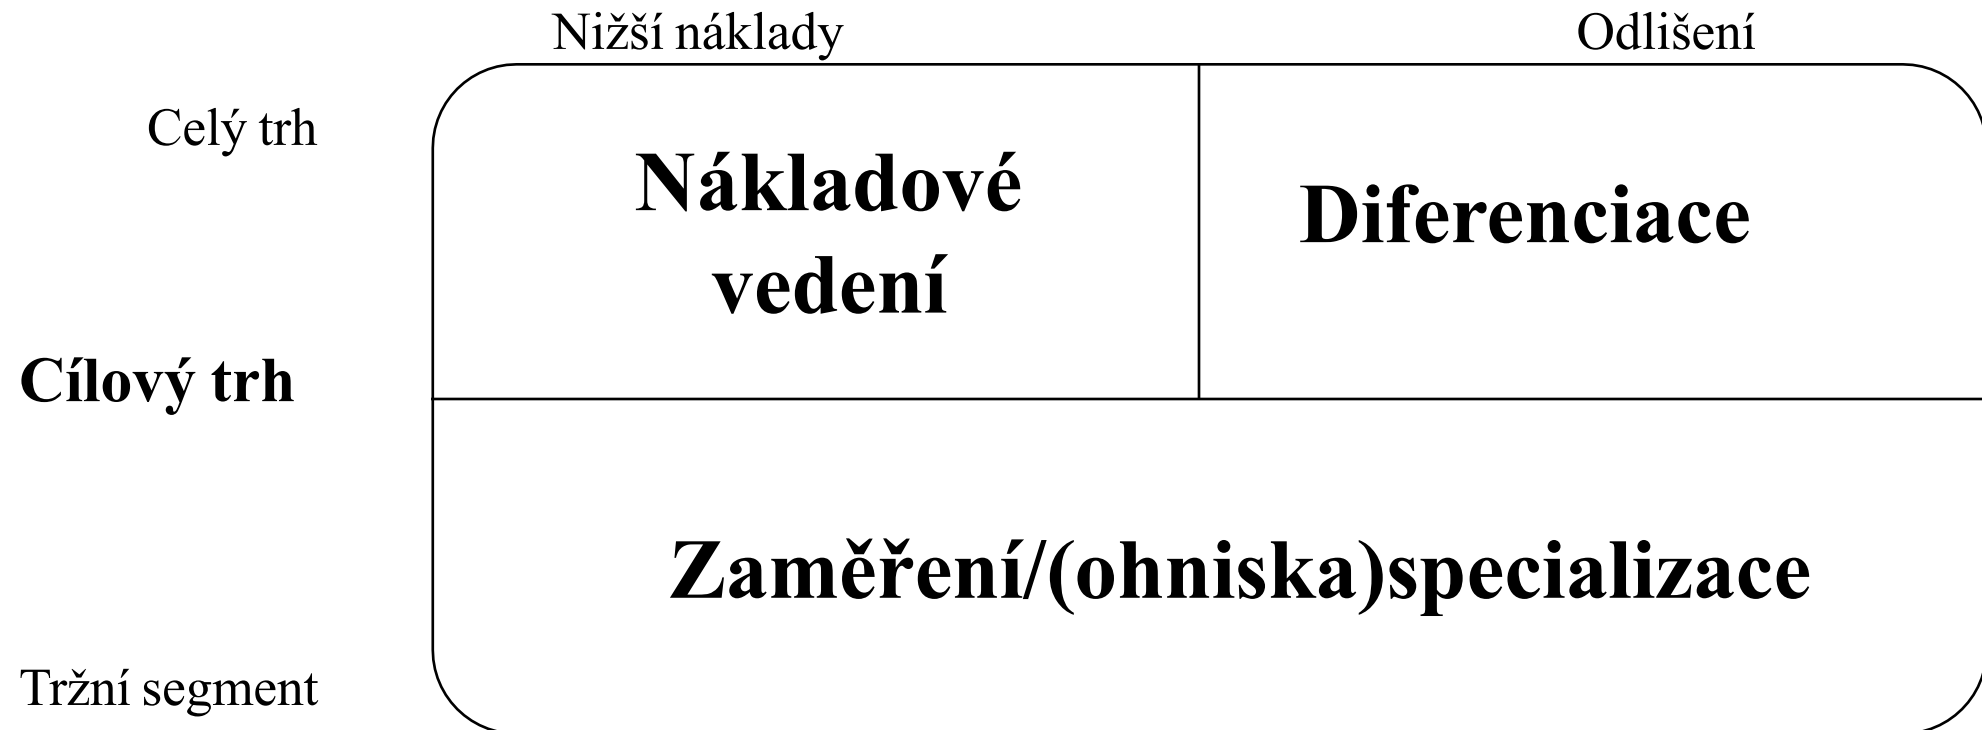 Nižší náklady
Odlišení
Celý trh
Nákladové
vedení
Diferenciace
Cílový trh
Zaměření/(ohniska)specializace
Tržní segment